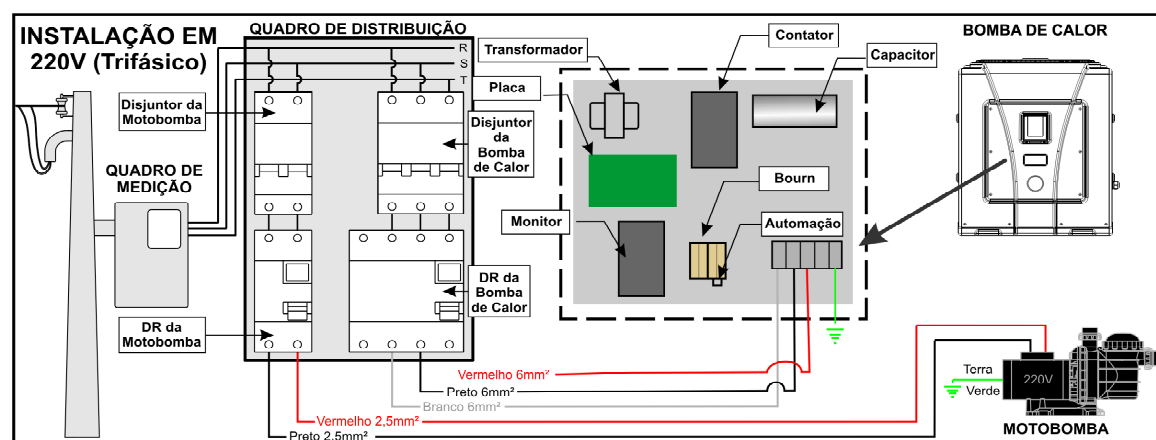 INSTALAÇÃO EM
220V (Trifásico)
QUADRO DE DISTRIBUIÇÃO
R
S
T
Disjuntor da
Motobomba
Disjuntor
da
Bomba
de Calor
QUADRO DE
MEDIÇÃO
DR da
Motobomba
DR da
Bomba
de Calor
Transformador
Placa
Contator
Capacitor
Monitor
Bourn
Automação
BOMBA DE CALOR
Vermelho 6mm²
Preto 6mm²
Branco 6mm²
Vermelho 2,5mm²
Preto 2,5mm²
Terra
Verde
220V
MOTOBOMBA